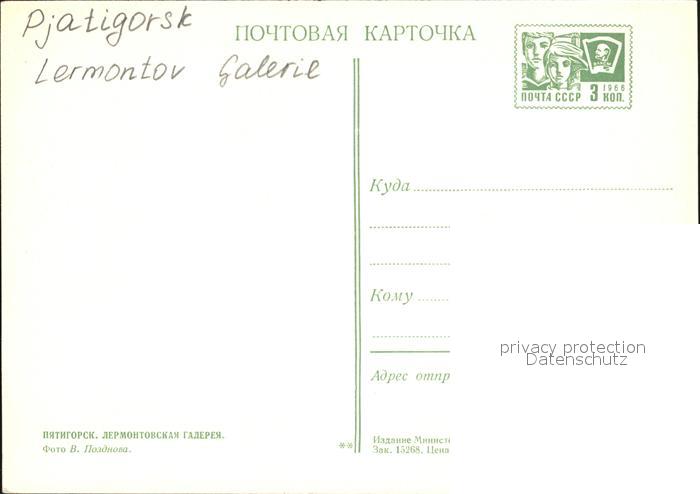 Pjatigorsk
Lermontov Galerie
ПОЧТОВАЯ КАРТОЧКА
1966
ПОЧТА СССР 3 КОП.
Куда
Кому
privacy protection
Datenschutz
Адрес отпр
ПЯТИГОРСК. ЛЕРМОНТОВСКАЯ ГАЛЕРЕЯ.
Фото В. Позднова.
**
Издание Минист
Зак. 15268. Цена